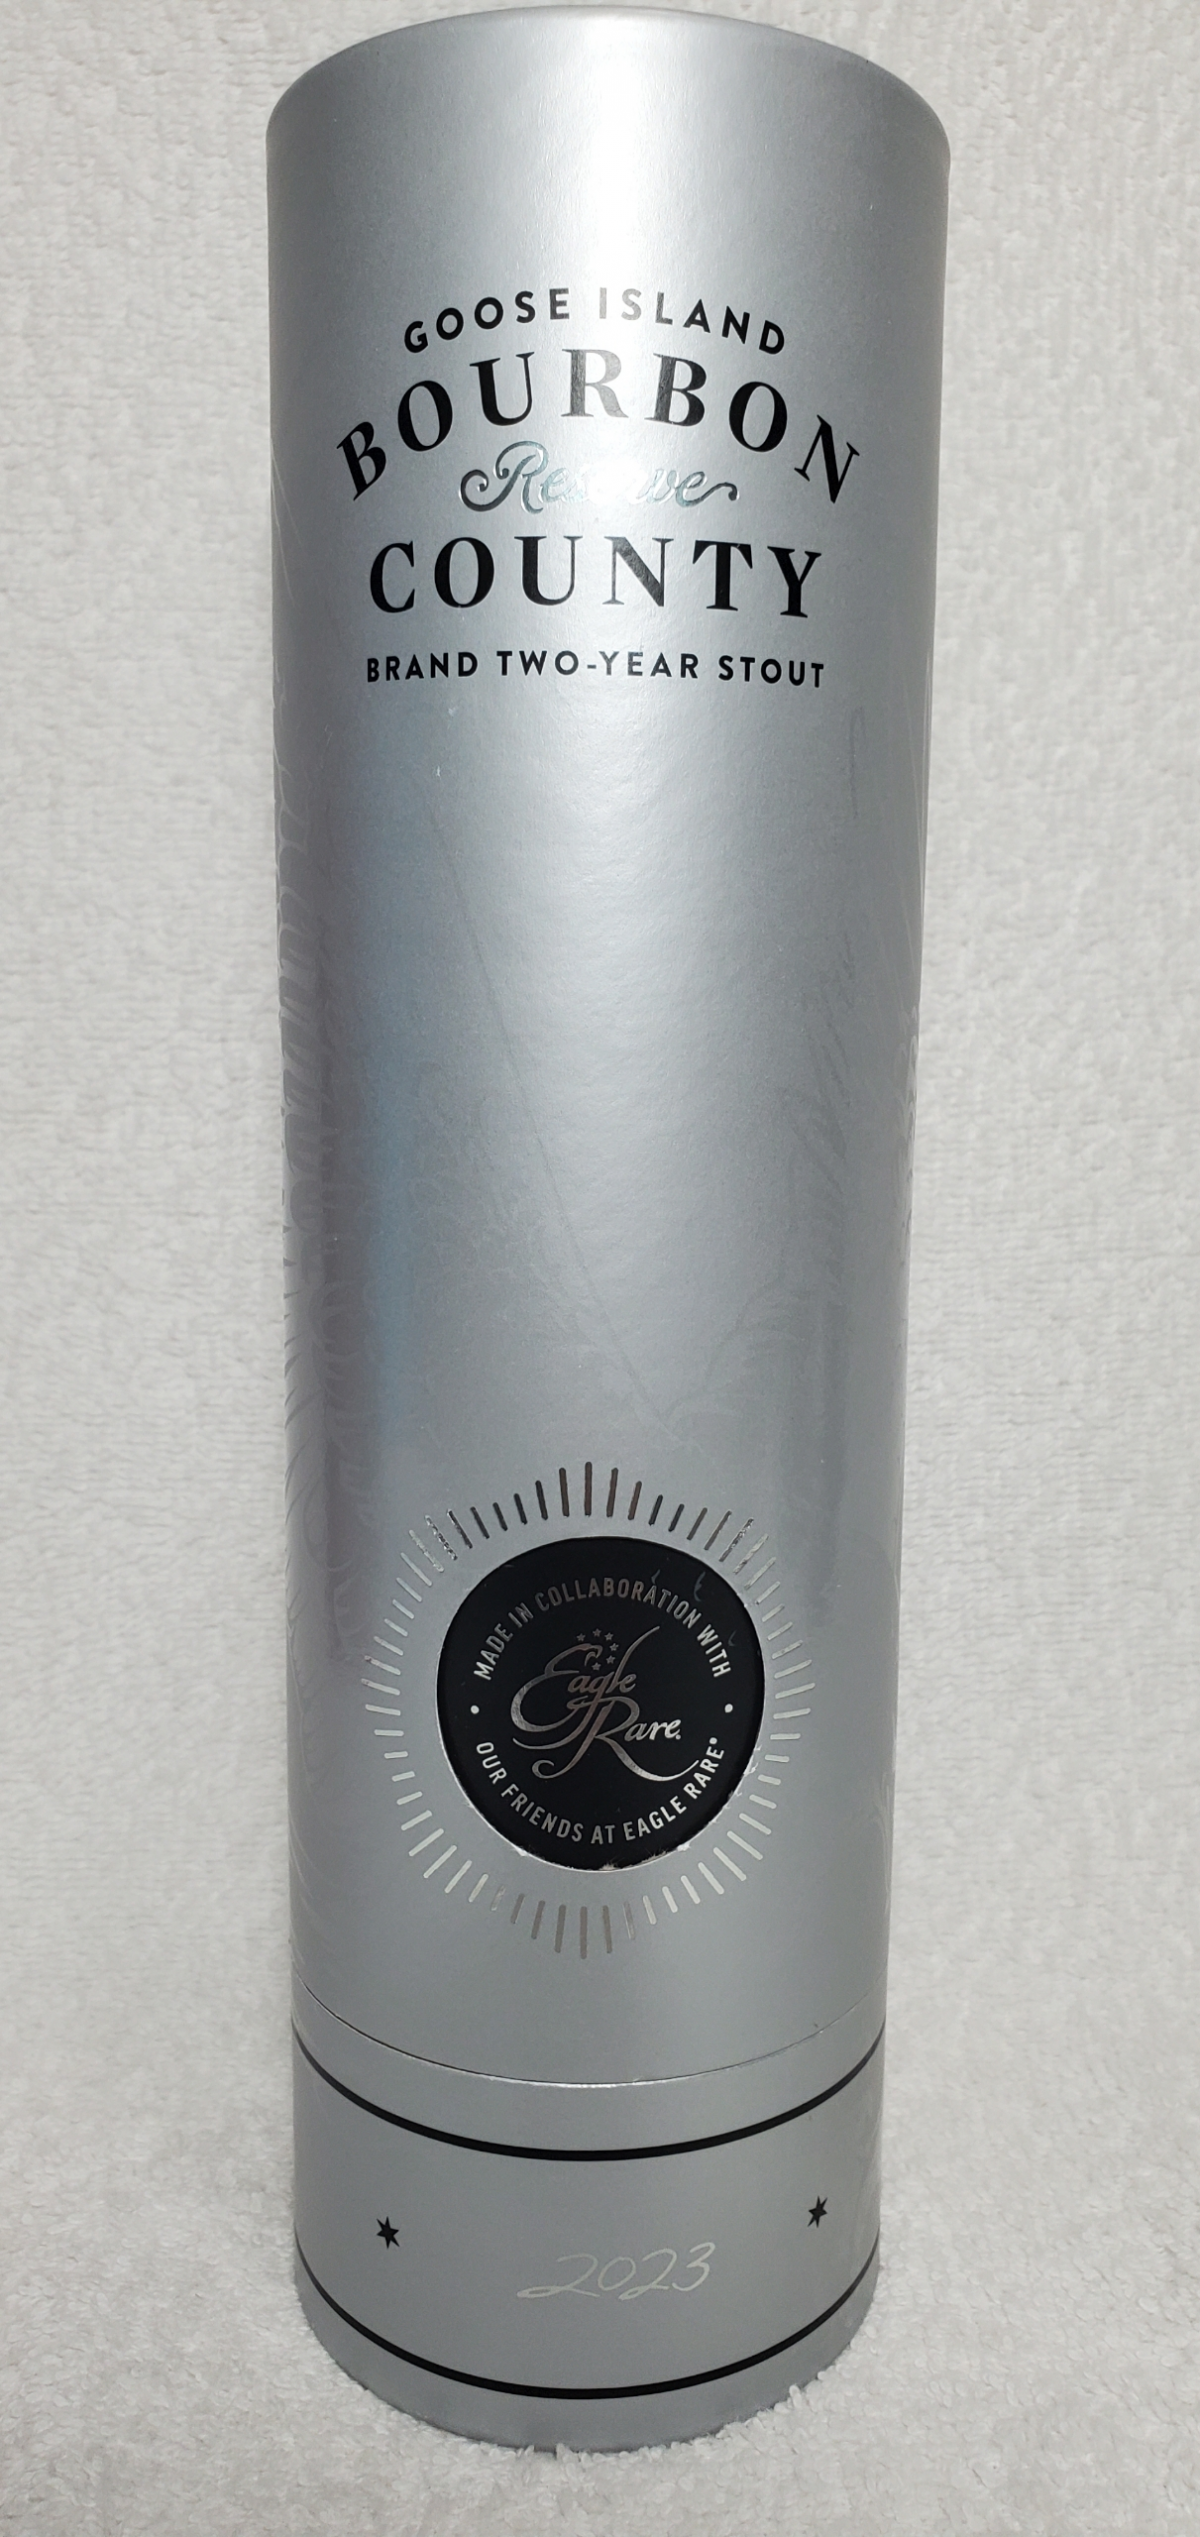 GOOSE ISLAND
BOURBON
Reserve
COUNTY
BRAND TWO-YEAR STOUT
MADE IN COLLABORATION WITH
Eagle
Rare.
OUR FRIENDS AT EAGLE RARE®
2023